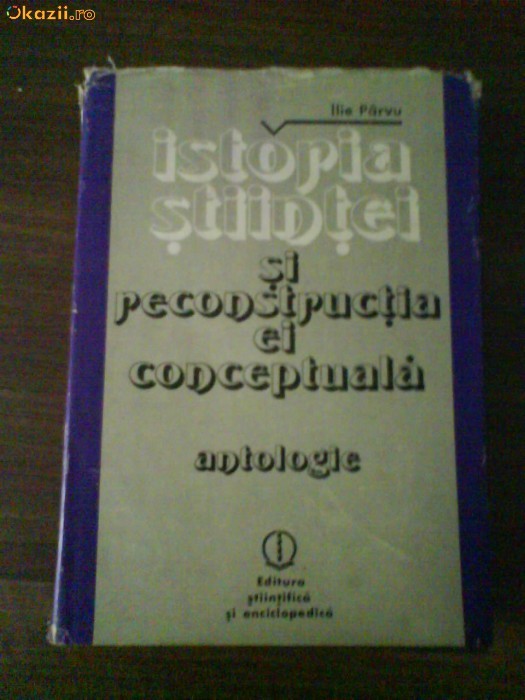 Okazii.ro
Ilie Pârvu
istoria
științei
și
reconstrucția
ei
conceptuală
antologie
Editura
științifică
și enciclopedică